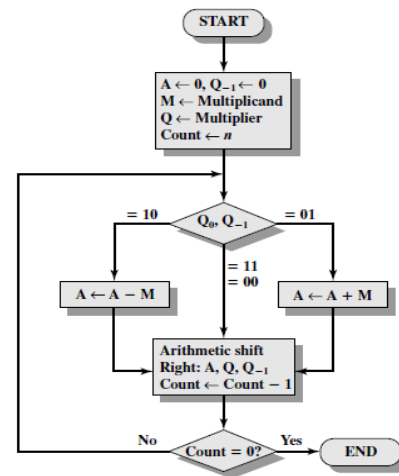 START
A ← 0, Q₋₁ ← 0
M ← Multiplicand
Q ← Multiplier
Count ← n
= 10
Q₀, Q₋₁
= 01
= 11
= 00
A ← A − M
A ← A + M
Arithmetic shift
Right: A, Q, Q₋₁
Count ← Count − 1
No
Count = 0?
Yes
END